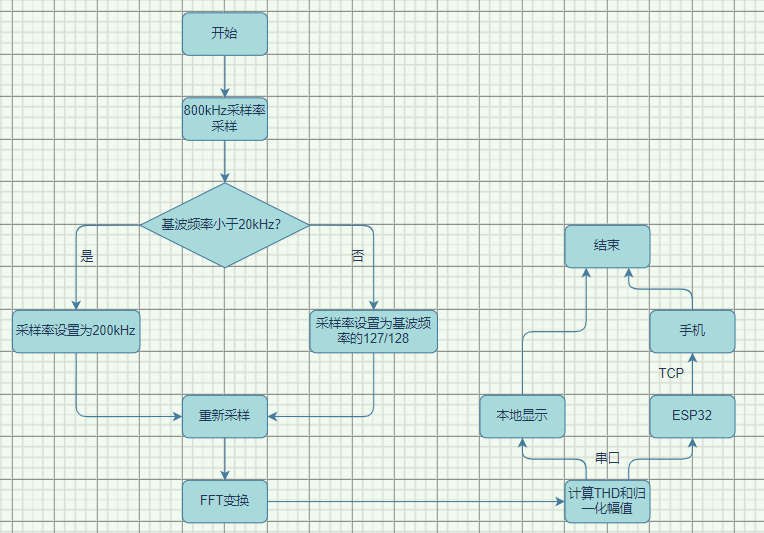 开始
800kHz采样率
采样
基波频率小于20kHz?
是
否
采样率设置为200kHz
采样率设置为基波频
率的127/128
重新采样
FFT变换
计算THD和归
一化幅值
串口
本地显示
ESP32
TCP
手机
结束